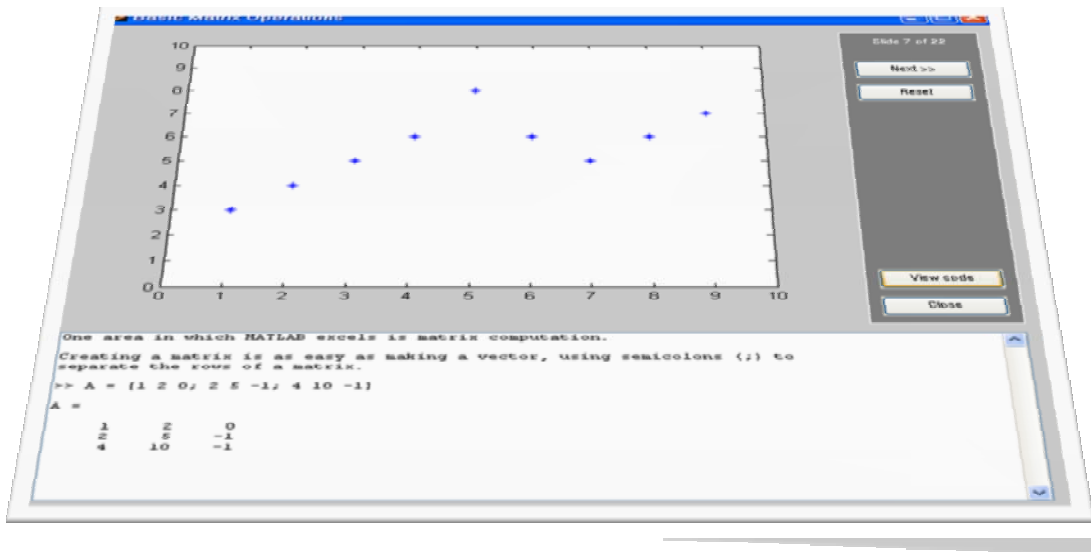 Basic Matrix Operations
Slide 7 of 22
Next >>
Reset
10
9
8
7
6
5
4
3
2
1
0
0 1 2 3 4 5 6 7 8 9 10
View code
Close
One area in which MATLAB excels is matrix computation.
Creating a matrix is as easy as making a vector, using semicolons (;) to
separate the rows of a matrix.
>> A = [1 2 0; 2 5 -1; 4 10 -1]
A =
1 2 0
2 5 -1
4 10 -1